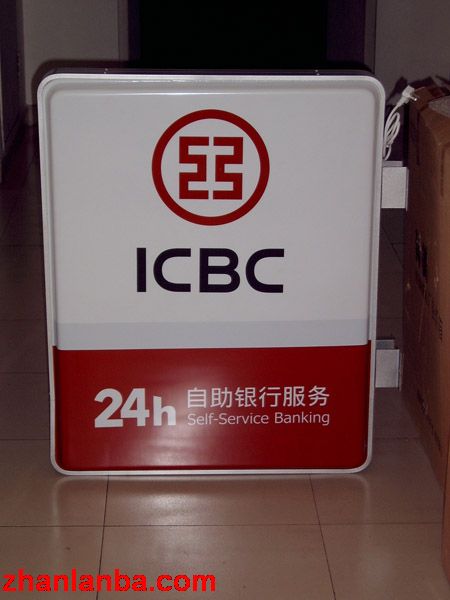 ICBC
24h 自助银行服务
Self-Service Banking
zhanlanba.com